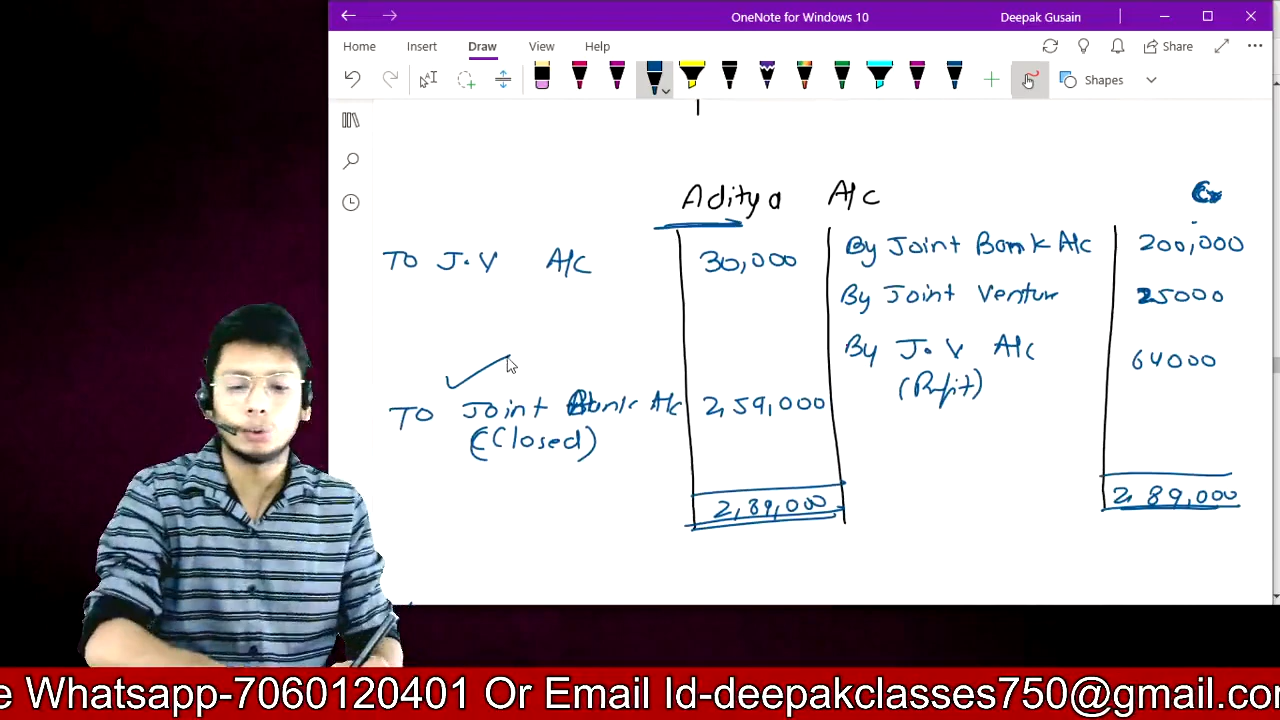 OneNote for Windows 10
Deepak Gusain
Home Insert Draw View Help
Share
Shapes
Aditya A/c
Cr
To J.V A/c 30,000
By Joint Bank A/c 200,000
By Joint Ventur 25000
By J.V A/c 64000
(Profit)
To Joint Bank A/c 2,59,000
(Closed)
2,89,000
2,89,000
e Whatsapp-7060120401 Or Email Id-deepakclasses750@gmail.co